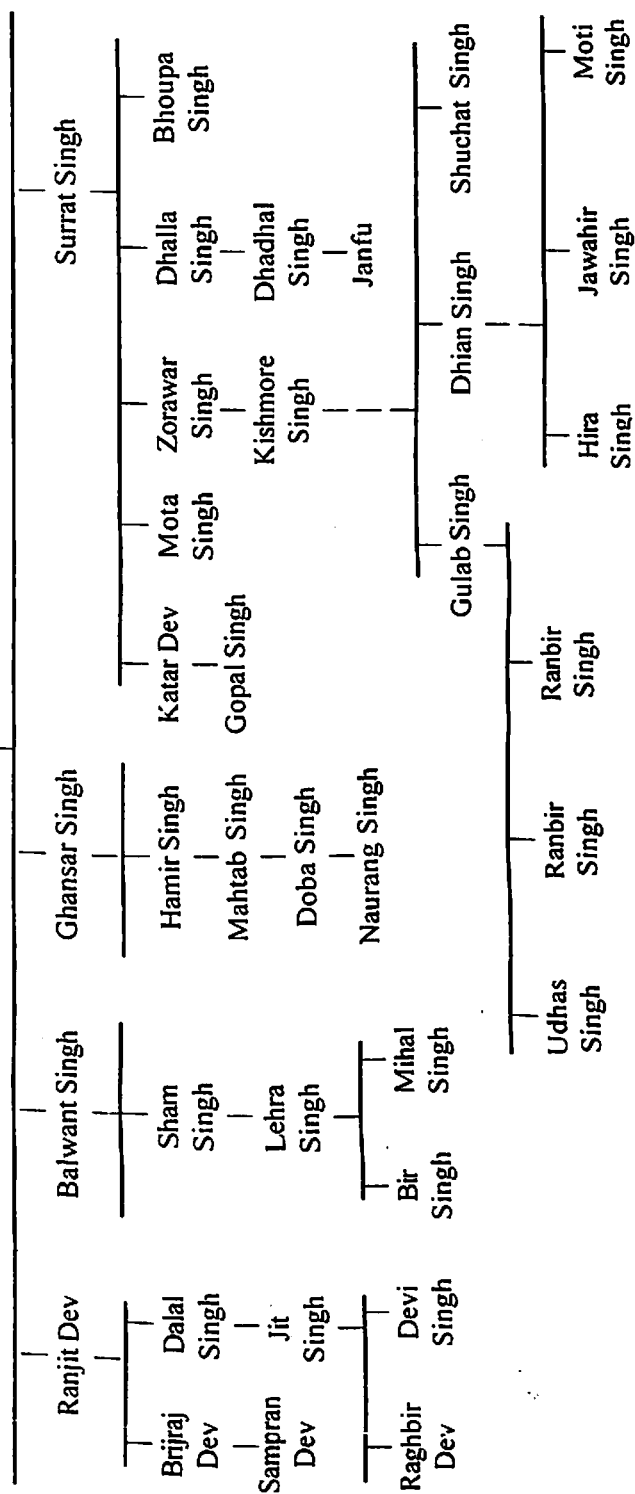 Ranjit Dev
Balwant Singh
Ghansar Singh
Surrat Singh
Brijraj
Dev
Dalal
Singh
Sham
Singh
Hamir Singh
Katar Dev
Mota
Singh
Zorawar
Singh
Dhalla
Singh
Bhoupa
Singh
Sampran
Dev
Jit
Singh
Lehra
Singh
Mahtab Singh
Gopal Singh
Kishmore
Singh
Dhadhal
Singh
Doba Singh
Janfu
Raghbir
Dev
Devi
Singh
Bir
Singh
Mihal
Singh
Naurang Singh
Gulab Singh
Dhian Singh
Shuchat Singh
Udhas
Singh
Ranbir
Singh
Ranbir
Singh
Hira
Singh
Jawahir
Singh
Moti
Singh